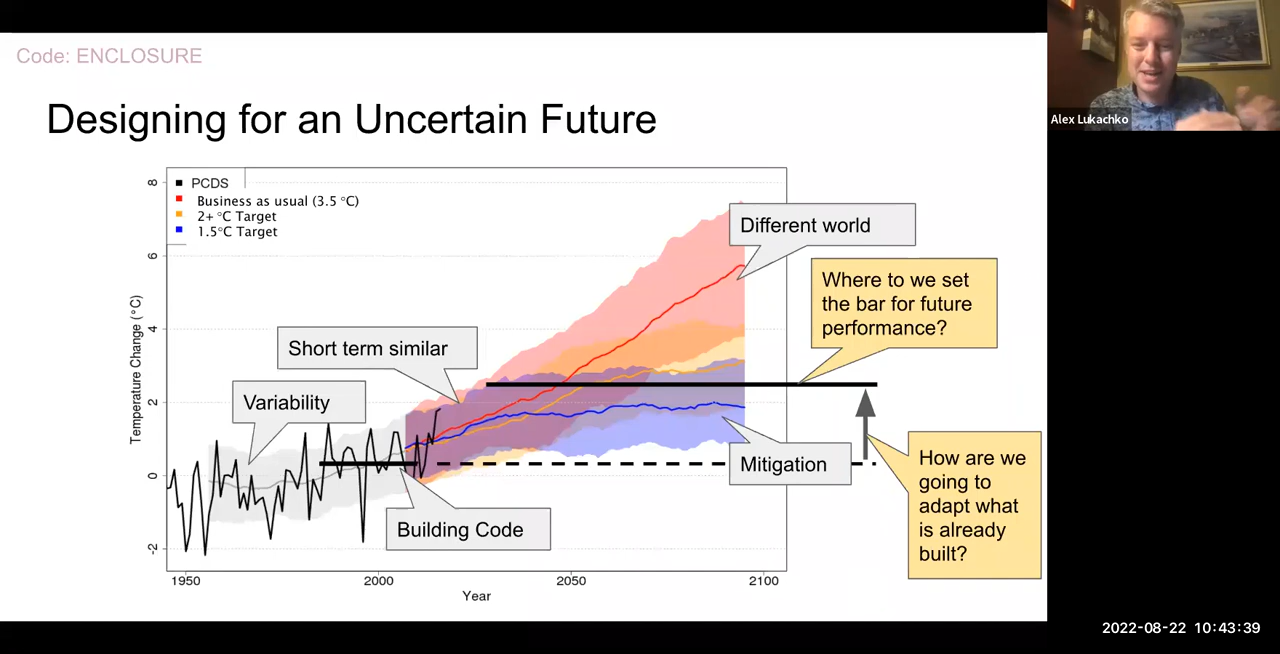 Code: ENCLOSURE
Designing for an Uncertain Future
Alex Lukachko
PCDS
Business as usual (3.5 °C)
2+ °C Target
1.5°C Target
8
6
4
2
0
-2
Temperature Change (°C)
1950
2000
2050
2100
Year
Different world
Where to we set
the bar for future
performance?
Short term similar
Variability
Mitigation
Building Code
How are we
going to
adapt what
is already
built?
2022-08-22 10:43:39